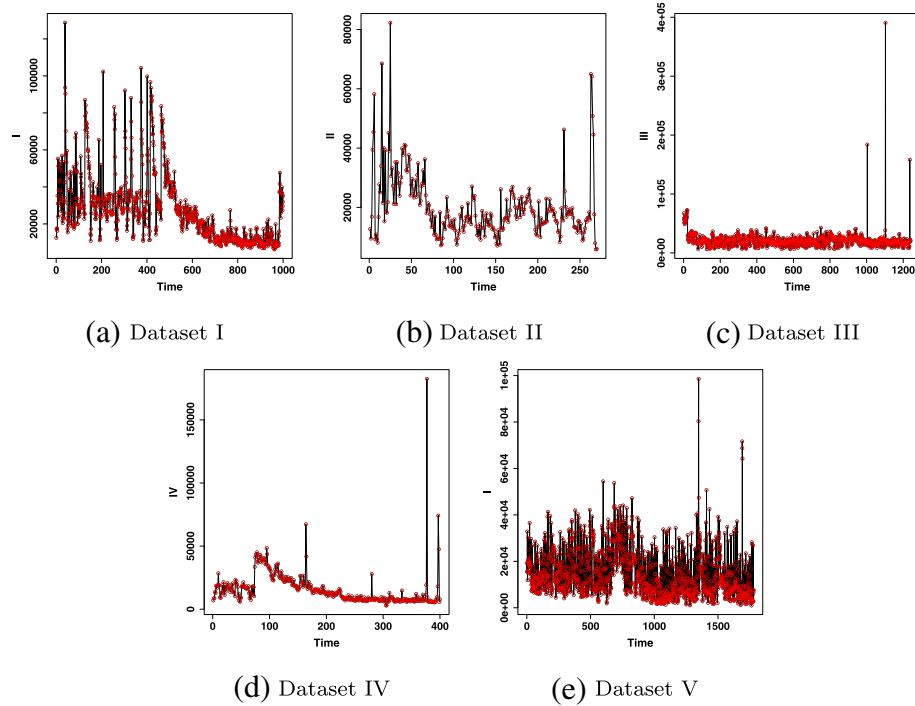 I
20000
60000
100000
0
200
400
600
800
1000
Time
(a) Dataset I
II
20000
40000
60000
80000
0
50
100
150
200
250
Time
(b) Dataset II
III
0e+00
1e+05
2e+05
3e+05
4e+05
0
200
400
600
800
1000
1200
Time
(c) Dataset III
IV
0
50000
100000
150000
0
100
200
300
400
Time
(d) Dataset IV
I
0e+00
2e+04
4e+04
6e+04
8e+04
1e+05
0
500
1000
1500
Time
(e) Dataset V